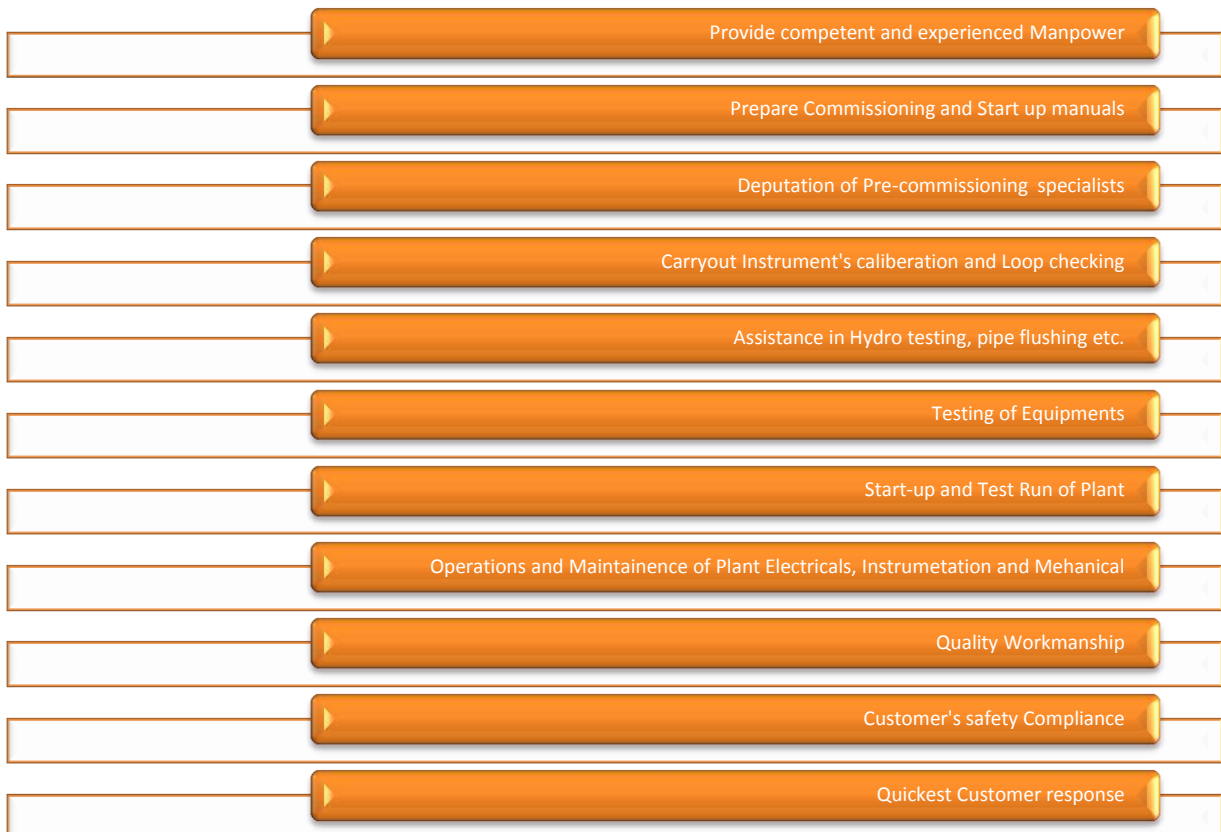 Provide competent and experienced Manpower
Prepare Commissioning and Start up manuals
Deputation of Pre-commissioning  specialists
Carryout Instrument's caliberation and Loop checking
Assistance in Hydro testing, pipe flushing etc.
Testing of Equipments
Start-up and Test Run of Plant
Operations and Maintainence of Plant Electricals, Instrumetation and Mehanical
Quality Workmanship
Customer's safety Compliance
Quickest Customer response